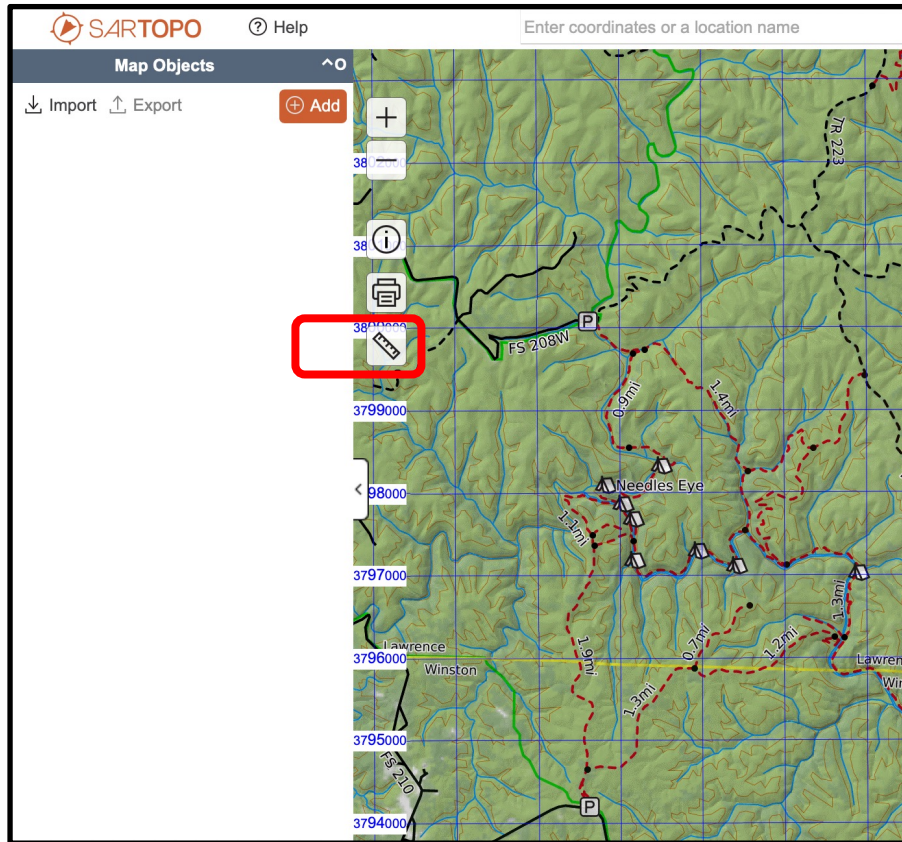 SARTOPO
Help
Enter coordinates or a location name
Map Objects
^O
Import
Export
Add
TR 223
P
FS 208W
3799000
0.9mi
1.4mi
Needles Eye
98000
1.1mi
3797000
1.3mi
3796000
Lawrence
Winston
1.9mi
0.7mi
1.2mi
1.3mi
3795000
FS 210
P
3794000